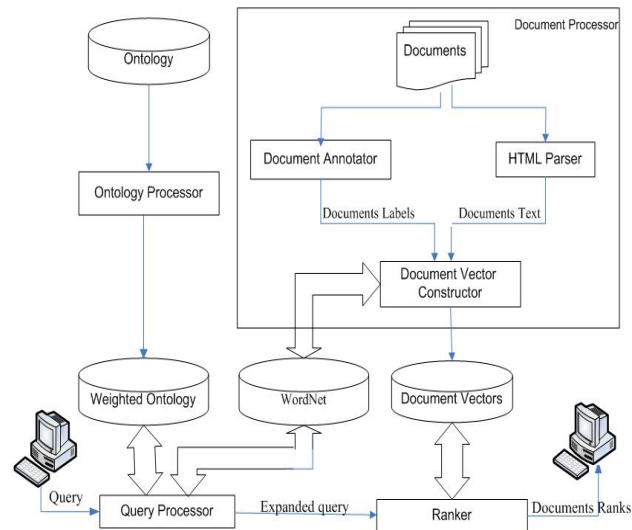 Document Processor
Ontology
Documents
Document Annotator
HTML Parser
Ontology Processor
Documents Labels
Documents Text
Document Vector
Constructor
Weighted Ontology
WordNet
Document Vectors
Query
Query Processor
Expanded query
Ranker
Documents Ranks